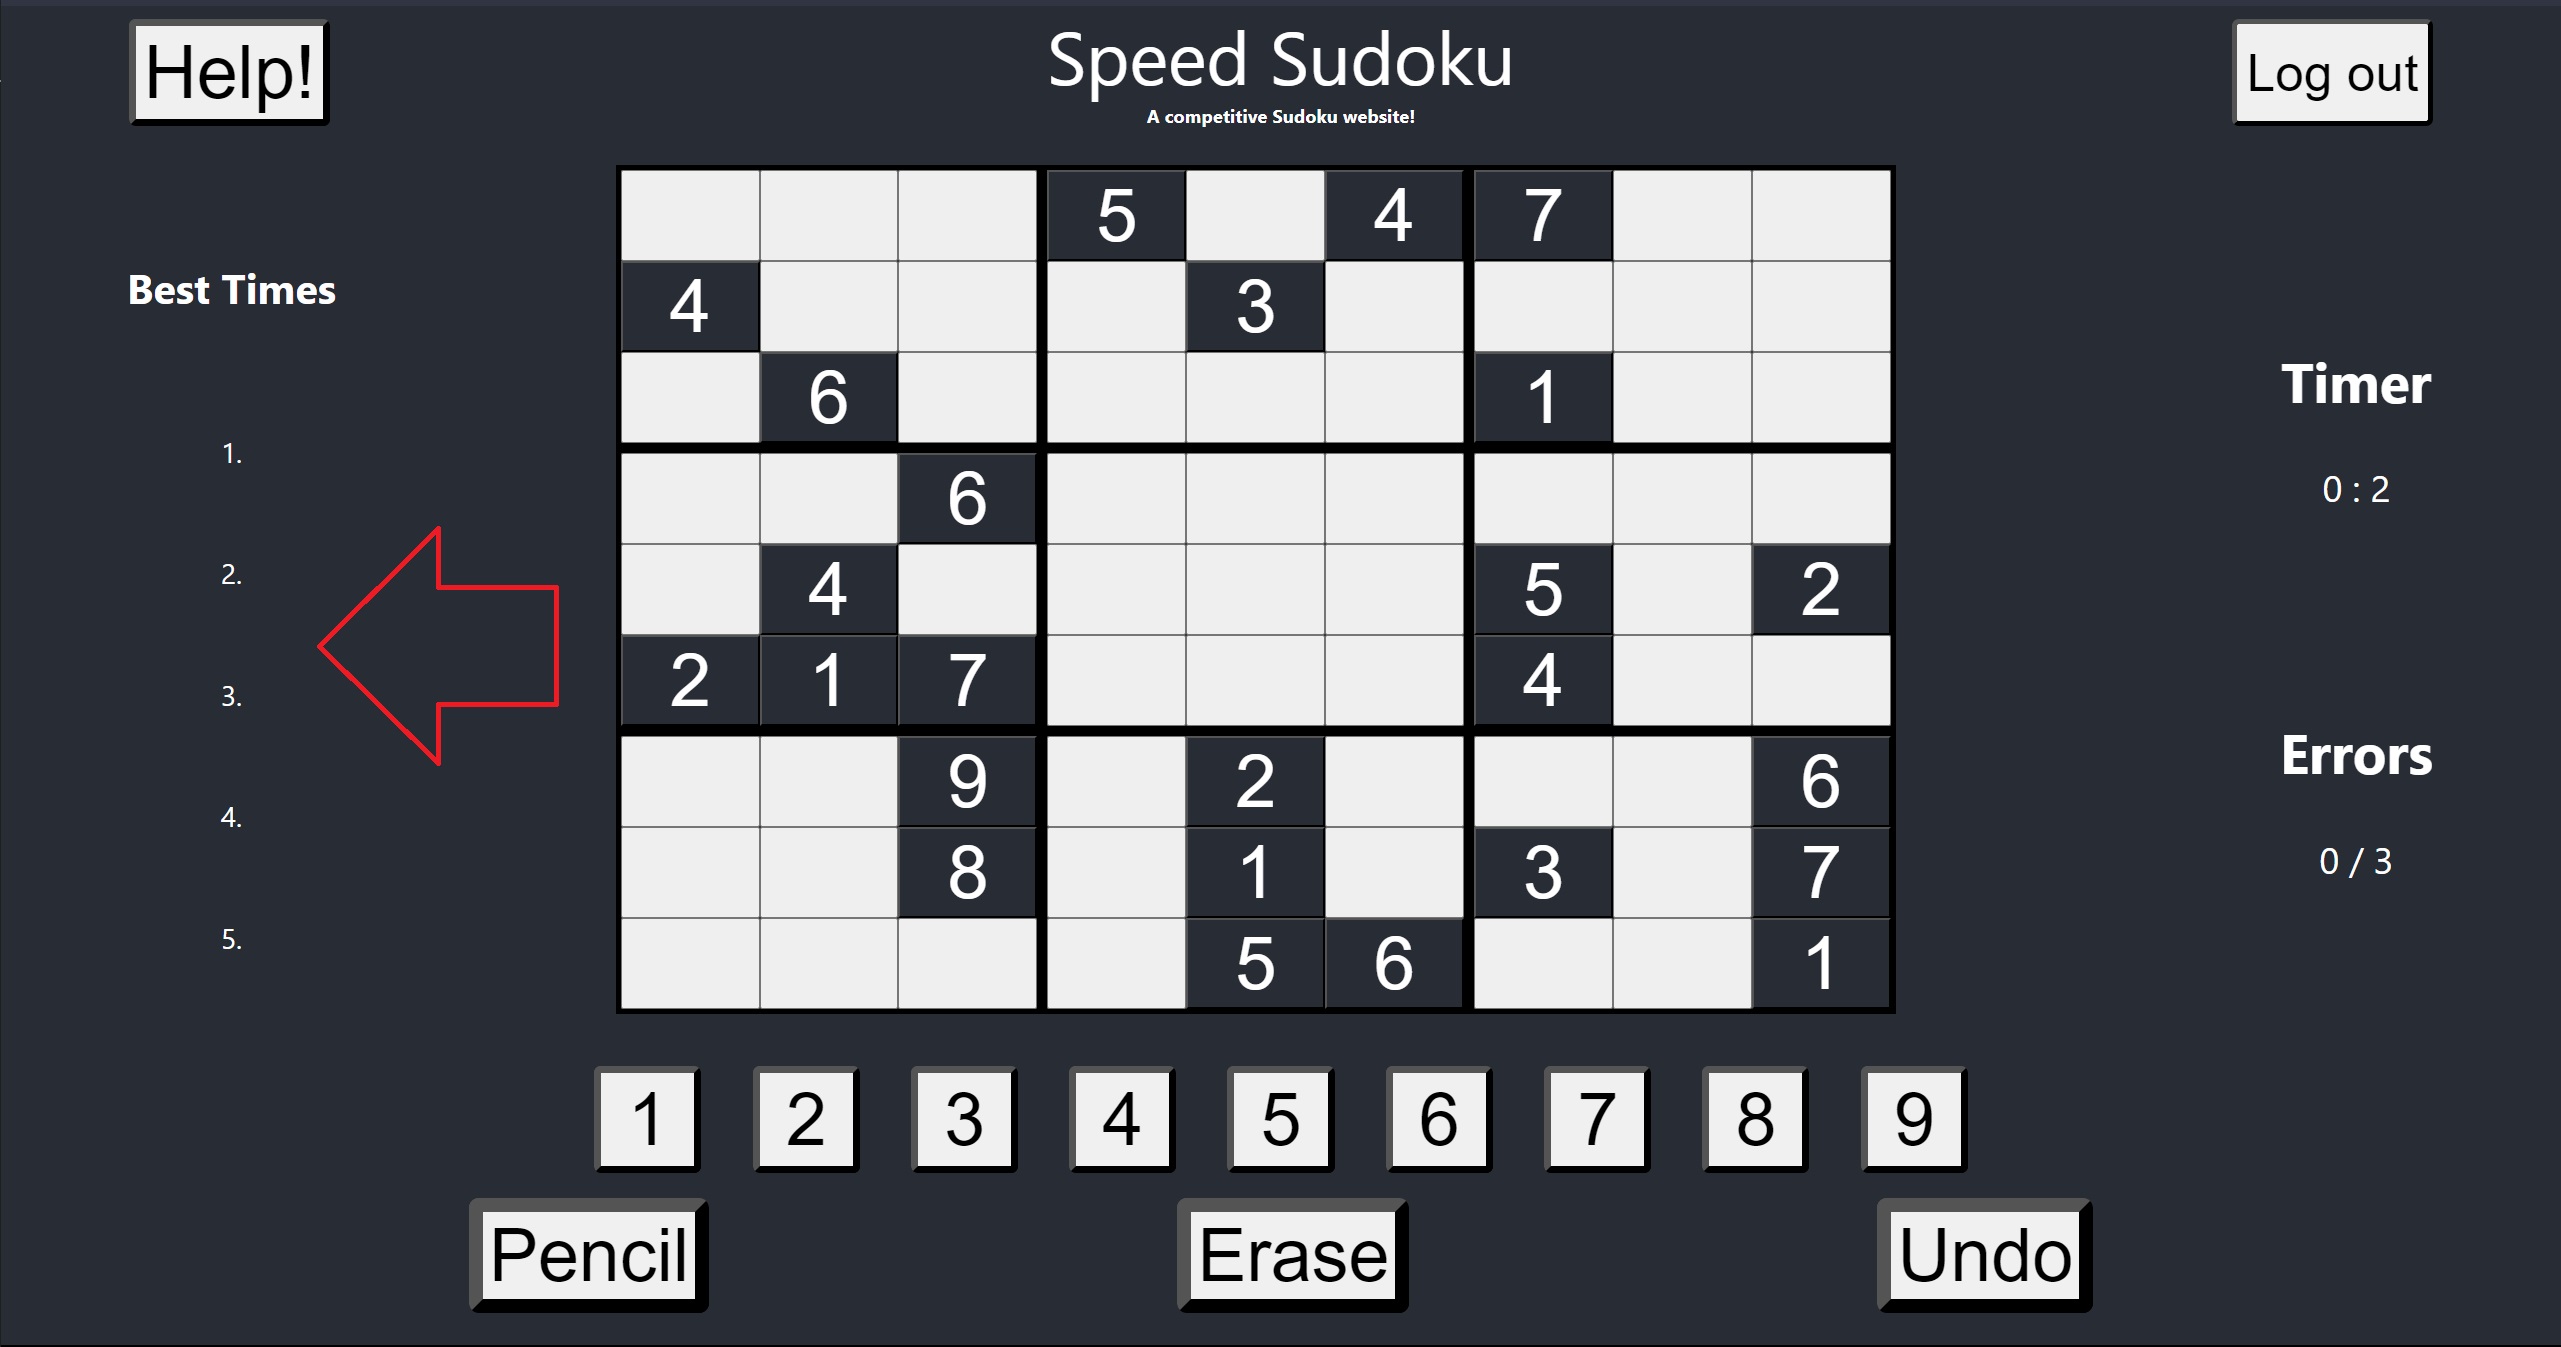 Help!
Speed Sudoku
A competitive Sudoku website!
Log out
Best Times
1.
2.
3.
4.
5.
5 4 7
4 3
6 1
6
4 5 2
2 1 7 4
9 2 6
8 1 3 7
5 6 1
Timer
0 : 2
Errors
0 / 3
1 2 3 4 5 6 7 8 9
Pencil Erase Undo